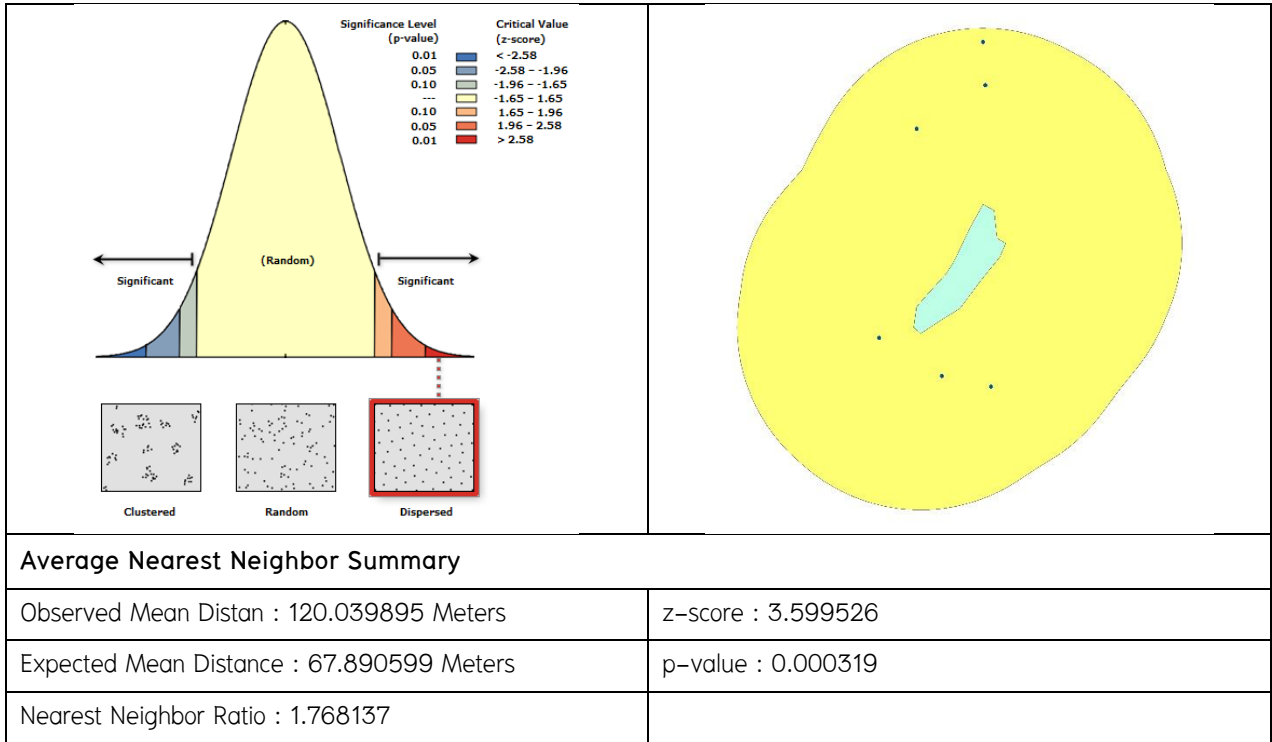 Significance Level Critical Value
(p-value) (z-score)
0.01 < -2.58
0.05 -2.58 - -1.96
0.10 -1.96 - -1.65
--- -1.65 - 1.65
0.10 1.65 - 1.96
0.05 1.96 - 2.58
0.01 > 2.58
(Random)
Significant Significant
Clustered Random Dispersed
Average Nearest Neighbor Summary
Observed Mean Distan : 120.039895 Meters z-score : 3.599526
Expected Mean Distance : 67.890599 Meters p-value : 0.000319
Nearest Neighbor Ratio : 1.768137